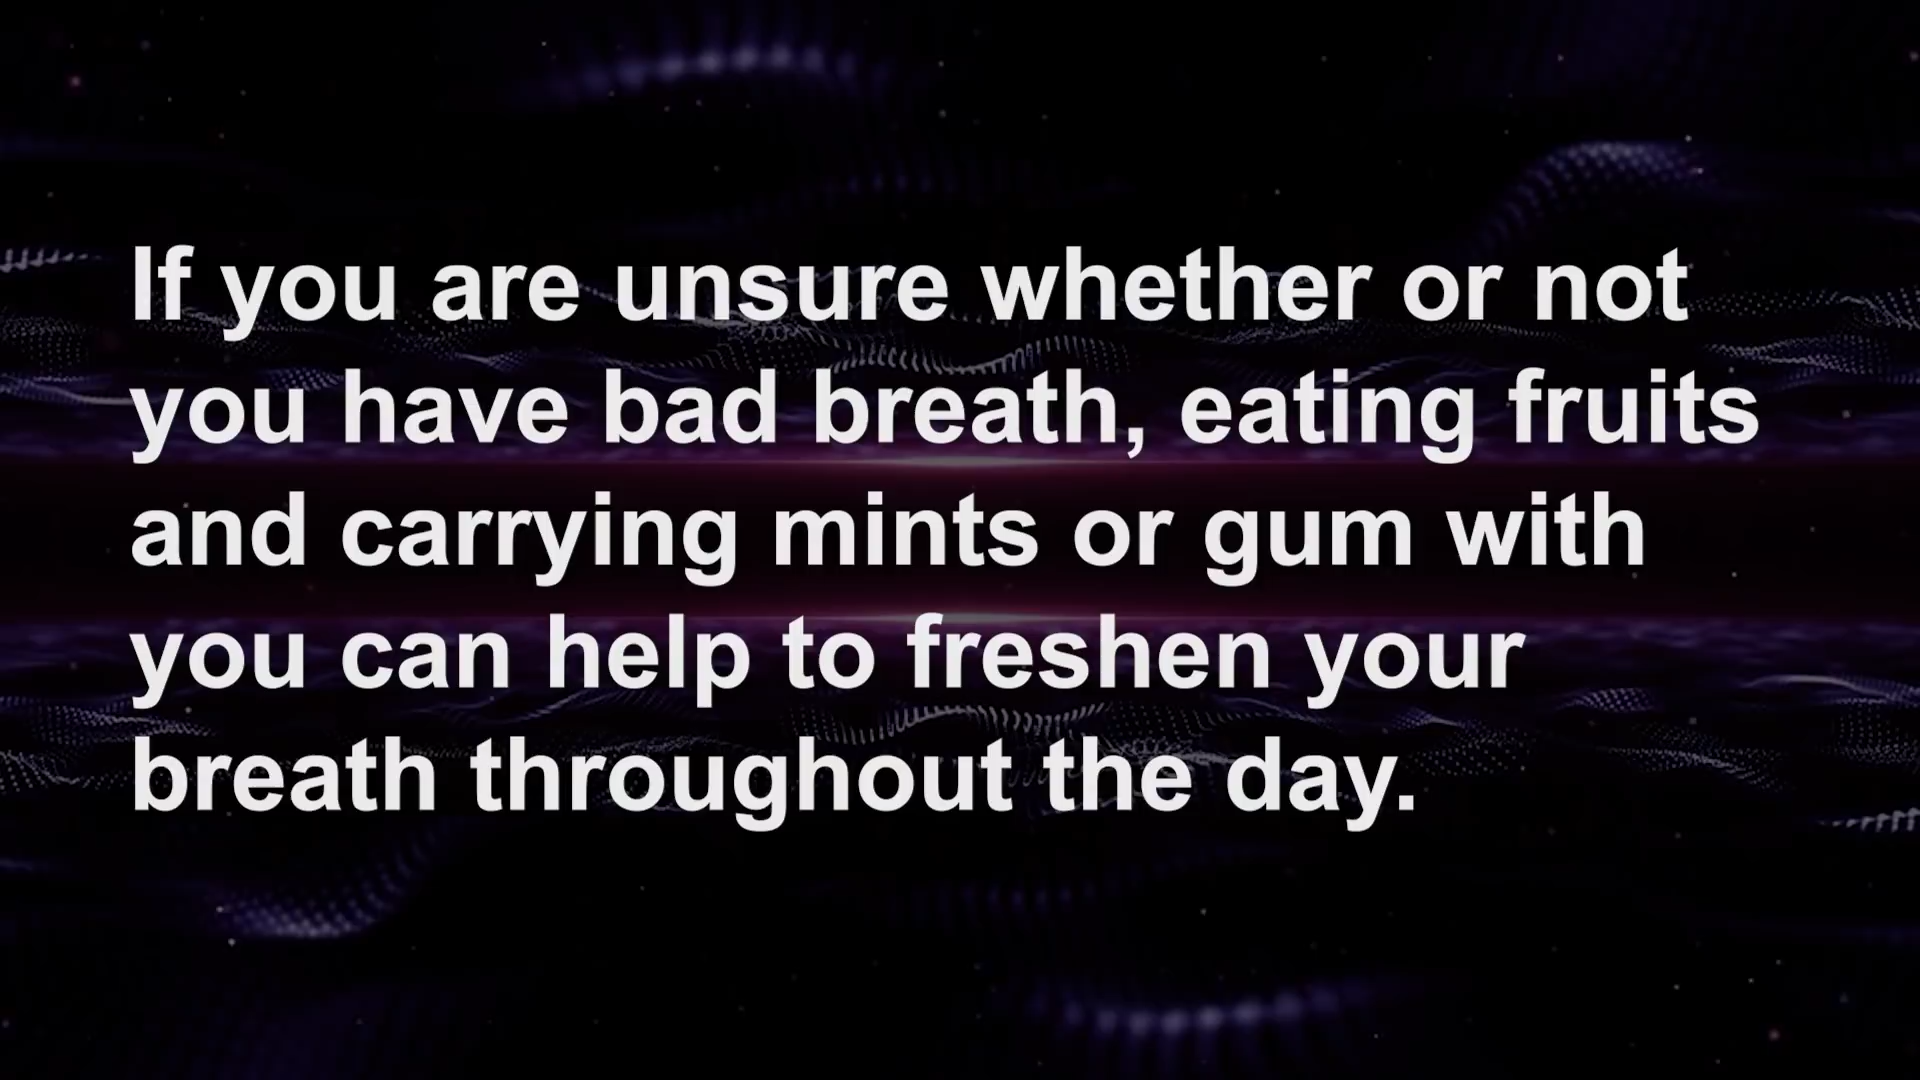 If you are unsure whether or not
you have bad breath, eating fruits
and carrying mints or gum with
you can help to freshen your
breath throughout the day.